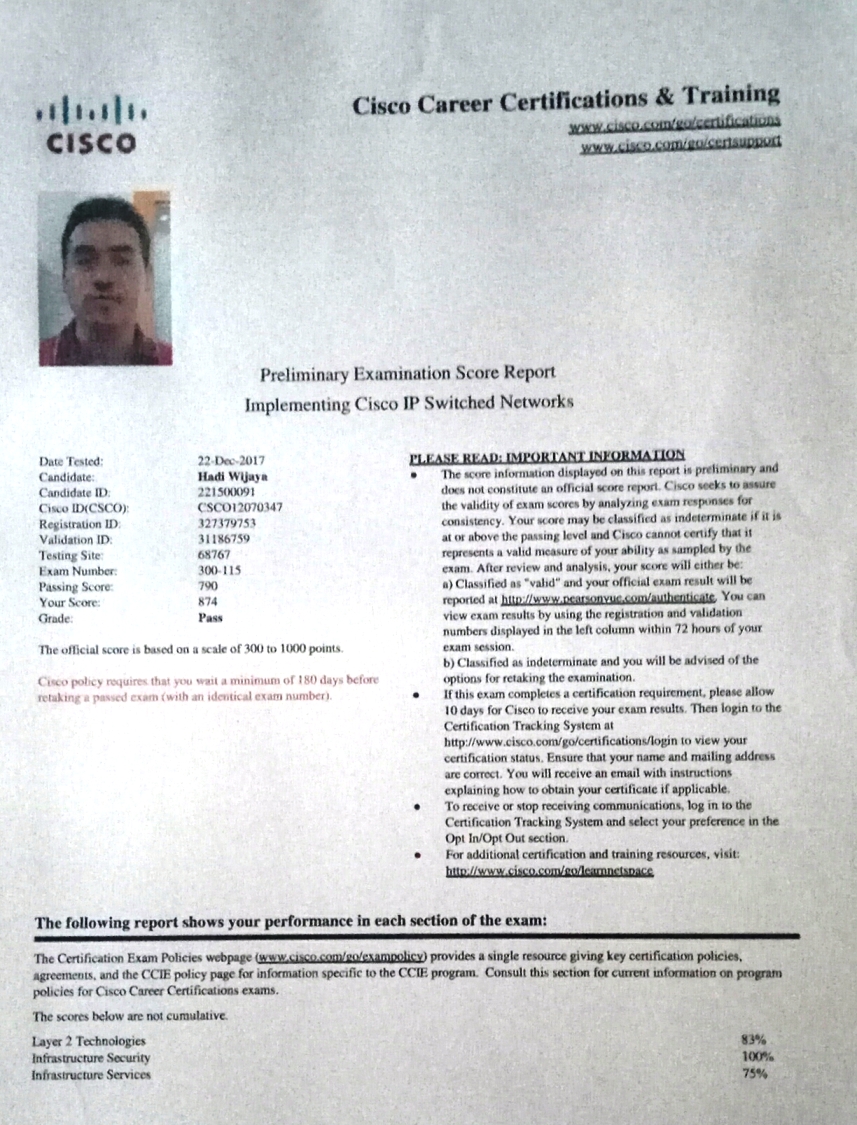 CISCO
Cisco Career Certifications & Training
www.cisco.com/go/certifications
www.cisco.com/go/certsupport
Preliminary Examination Score Report
Implementing Cisco IP Switched Networks
Date Tested: 22-Dec-2017
Candidate: Hadi Wijaya
Candidate ID: 221500091
Cisco ID(CSCO): CSCO12070347
Registration ID: 327379753
Validation ID: 31186759
Testing Site: 68767
Exam Number: 300-115
Passing Score: 790
Your Score: 874
Grade: Pass
The official score is based on a scale of 300 to 1000 points.
Cisco policy requires that you wait a minimum of 180 days before
retaking a passed exam (with an identical exam number).
PLEASE READ: IMPORTANT INFORMATION
• The score information displayed on this report is preliminary and
does not constitute an official score report. Cisco seeks to assure
the validity of exam scores by analyzing exam responses for
consistency. Your score may be classified as indeterminate if it is
at or above the passing level and Cisco cannot certify that it
represents a valid measure of your ability as sampled by the
exam. After review and analysis, your score will either be:
a) Classified as "valid" and your official exam result will be
reported at http://www.pearsonvue.com/authenticate. You can
view exam results by using the registration and validation
numbers displayed in the left column within 72 hours of your
exam session.
b) Classified as indeterminate and you will be advised of the
options for retaking the examination.
• If this exam completes a certification requirement, please allow
10 days for Cisco to receive your exam results. Then login to the
Certification Tracking System at
http://www.cisco.com/go/certifications/login to view your
certification status. Ensure that your name and mailing address
are correct. You will receive an email with instructions
explaining how to obtain your certificate if applicable.
• To receive or stop receiving communications, log in to the
Certification Tracking System and select your preference in the
Opt In/Opt Out section.
• For additional certification and training resources, visit:
http://www.cisco.com/go/learnnetspace
The following report shows your performance in each section of the exam:
The Certification Exam Policies webpage (www.cisco.com/go/exampolicy) provides a single resource giving key certification policies,
agreements, and the CCIE policy page for information specific to the CCIE program. Consult this section for current information on program
policies for Cisco Career Certifications exams.
The scores below are not cumulative.
Layer 2 Technologies 83%
Infrastructure Security 100%
Infrastructure Services 75%